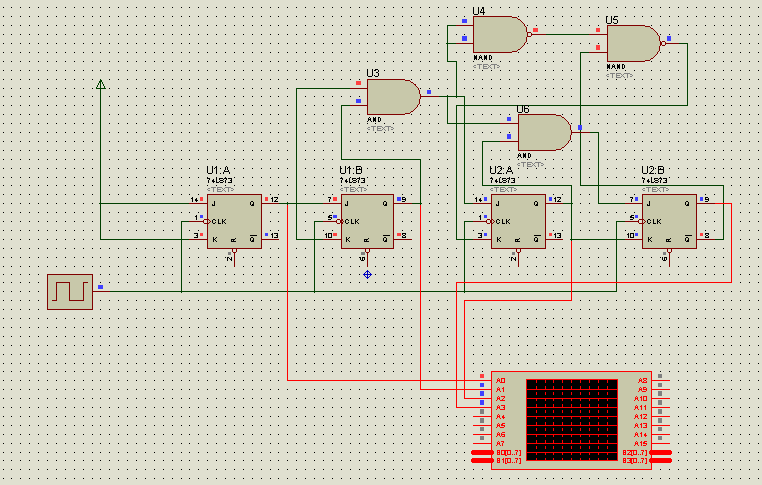 U4
NAND
<TEXT>
U5
NAND
<TEXT>
U3
AND
<TEXT>
U6
AND
<TEXT>
U1:A
74LS73
<TEXT>
14 J Q 12
1 CLK
3 K Q 13
R
2
U1:B
74LS73
<TEXT>
7 J Q 9
5 CLK
10 K Q 8
R
6
U2:A
74LS73
<TEXT>
14 J Q 12
1 CLK
3 K Q 13
R
2
U2:B
74LS73
<TEXT>
7 J Q 9
5 CLK
10 K Q 8
R
6
A0 A8
A1 A9
A2 A10
A3 A11
A4 A12
A5 A13
A6 A14
A7 A15
B0[0..7] B2[0..7]
B1[0..7] B3[0..7]